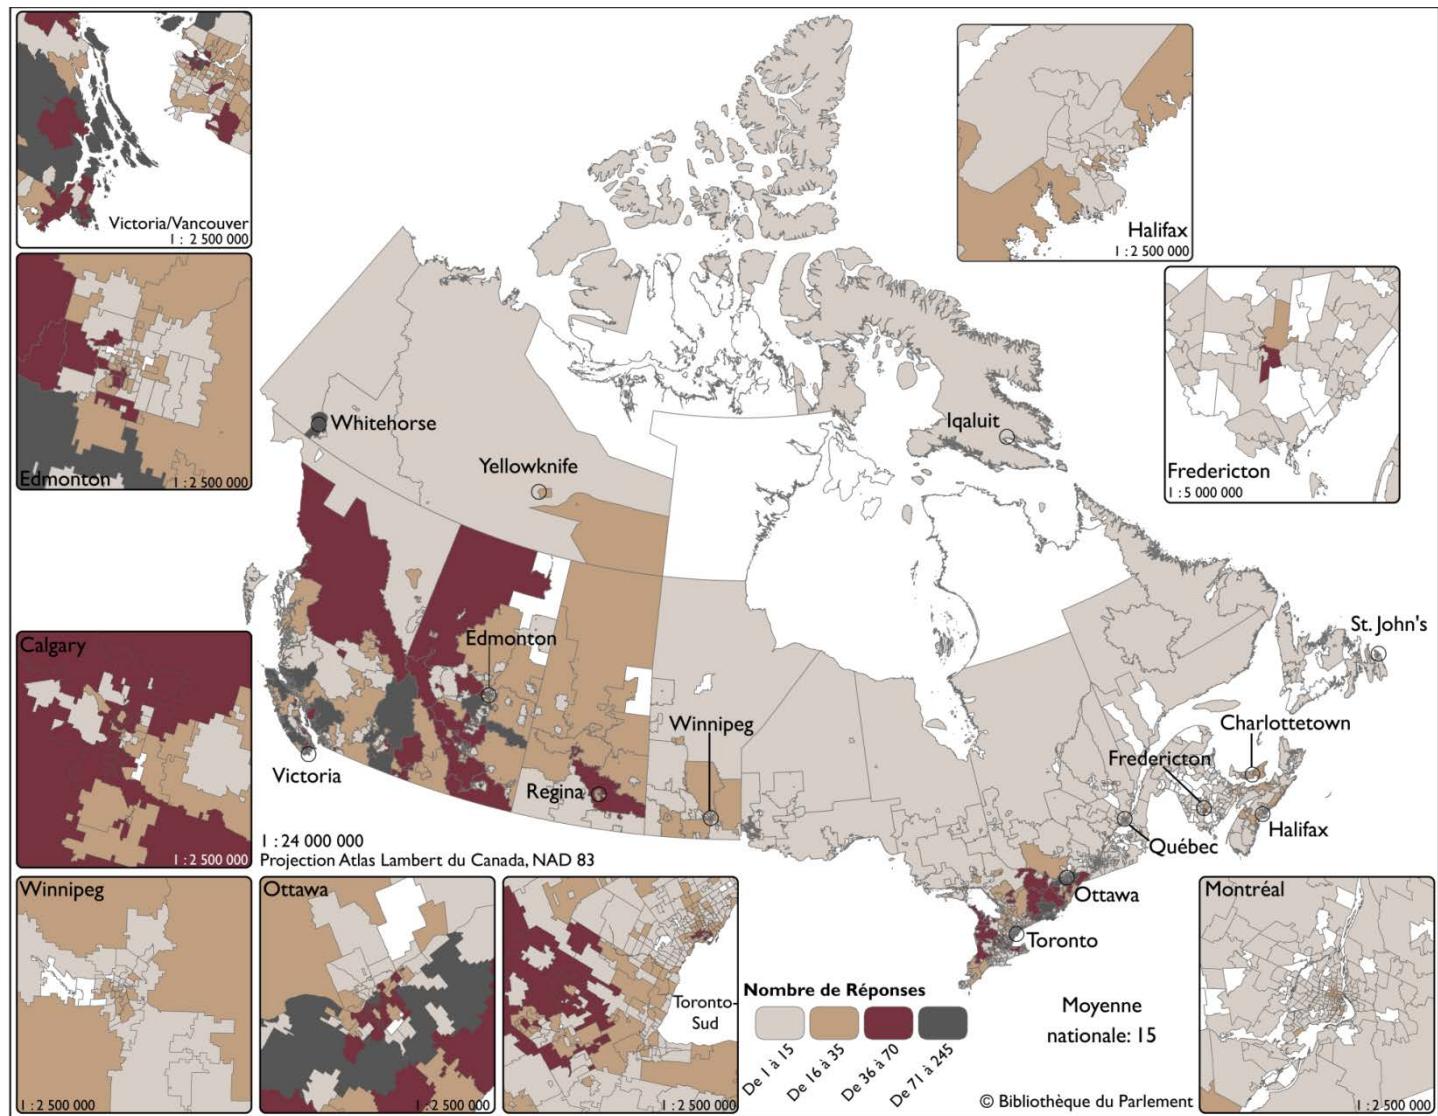 Victoria/Vancouver
1 : 2 500 000
Halifax
1 : 2 500 000
Edmonton
1 : 2 500 000
Fredericton
1 : 5 000 000
Whitehorse
Yellowknife
Iqaluit
Edmonton
St. John's
Calgary
1 : 2 500 000
Winnipeg
Charlottetown
Fredericton
Victoria
Regina
Halifax
Québec
1 : 24 000 000
Projection Atlas Lambert du Canada, NAD 83
Ottawa
Toronto
Winnipeg
1 : 2 500 000
Ottawa
1 : 2 500 000
Toronto-
Sud
1 : 2 500 000
Nombre de Réponses
De 1 à 15
De 16 à 35
De 36 à 70
De 71 à 245
Moyenne
nationale: 15
© Bibliothèque du Parlement
Montréal
1 : 2 500 000